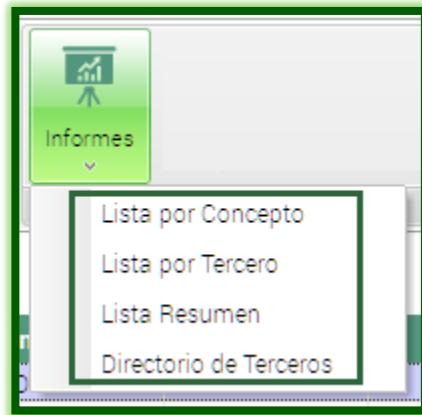 Informes
Lista por Concepto
Lista por Tercero
Lista Resumen
Directorio de Terceros